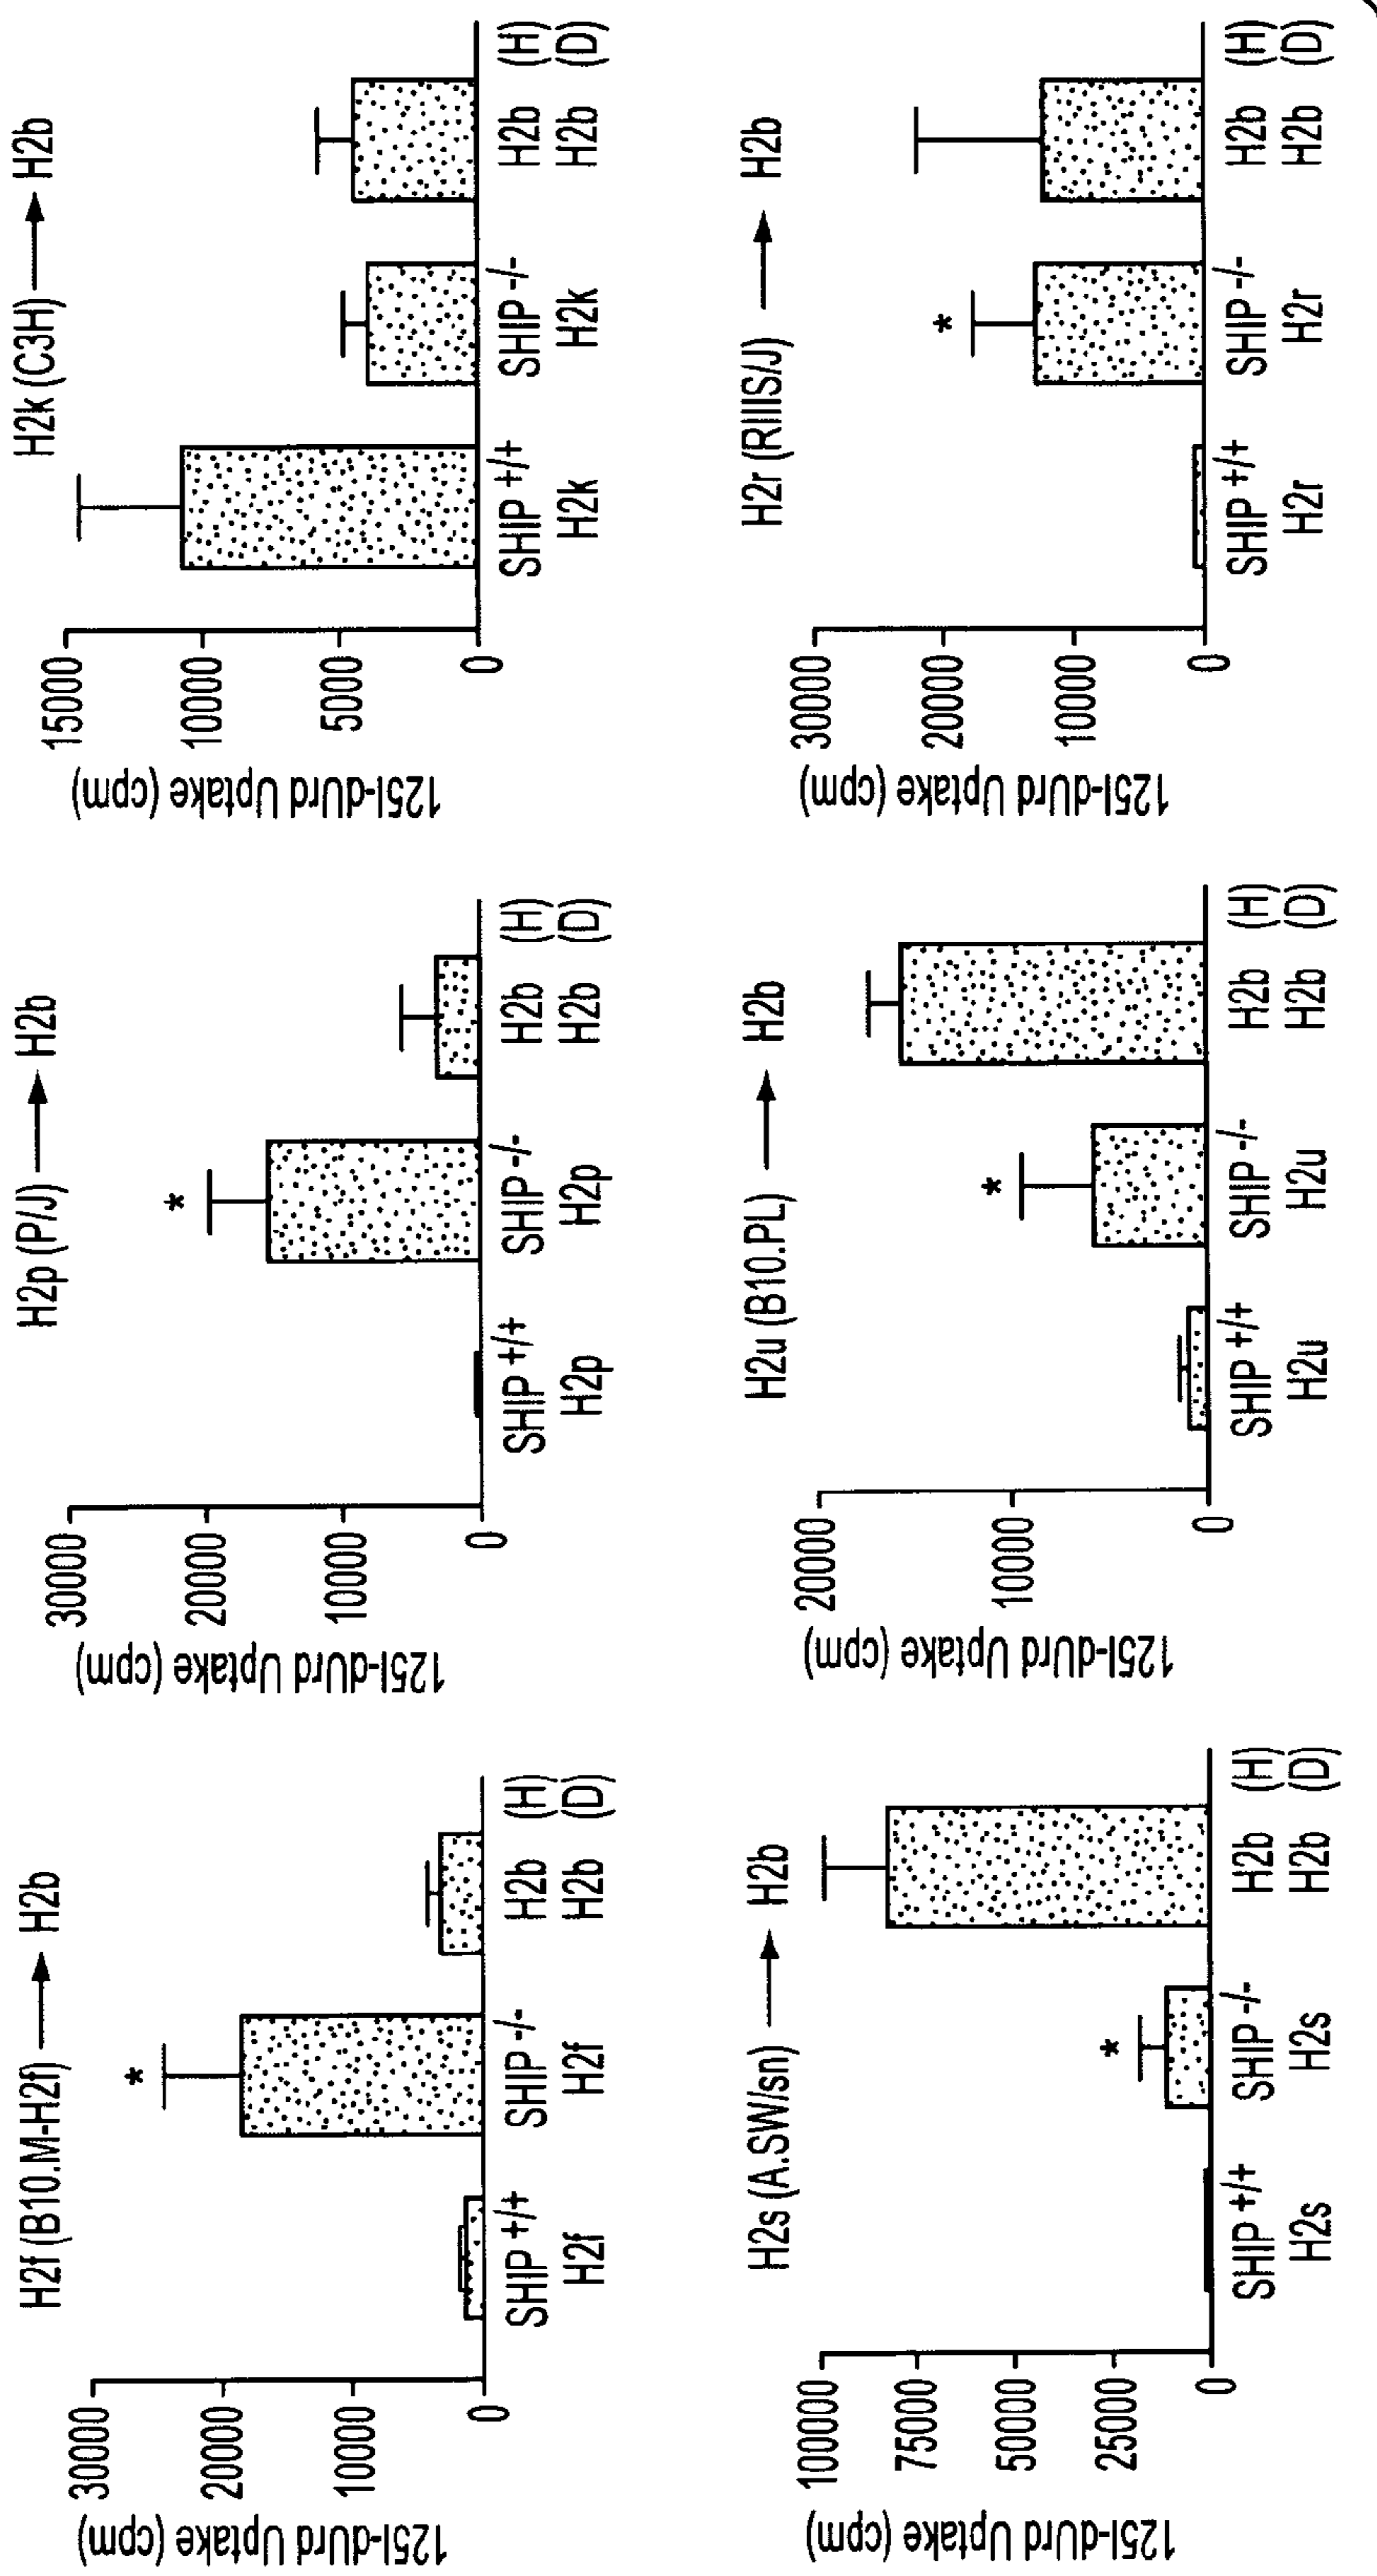 H2f (B10.M-H2f) → H2b
125I-dUrd Uptake (cpm)
30000
20000
10000
0
*
SHIP +/+ SHIP -/- H2b (H)
H2f H2f H2b (D)
H2p (P/J) → H2b
125I-dUrd Uptake (cpm)
30000
20000
10000
0
*
SHIP +/+ SHIP -/- H2b (H)
H2p H2p H2b (D)
H2k (C3H) → H2b
125I-dUrd Uptake (cpm)
15000
10000
5000
0
SHIP +/+ SHIP -/- H2b (H)
H2k H2k H2b (D)
H2s (A.SW/sn) → H2b
125I-dUrd Uptake (cpm)
100000
75000
50000
25000
0
*
SHIP +/+ SHIP -/- H2b (H)
H2s H2s H2b (D)
H2u (B10.PL) → H2b
125I-dUrd Uptake (cpm)
20000
10000
0
*
SHIP +/+ SHIP -/- H2b (H)
H2u H2u H2b (D)
H2r (RIIIS/J) → H2b
125I-dUrd Uptake (cpm)
30000
20000
10000
0
*
SHIP +/+ SHIP -/- H2b (H)
H2r H2r H2b (D)